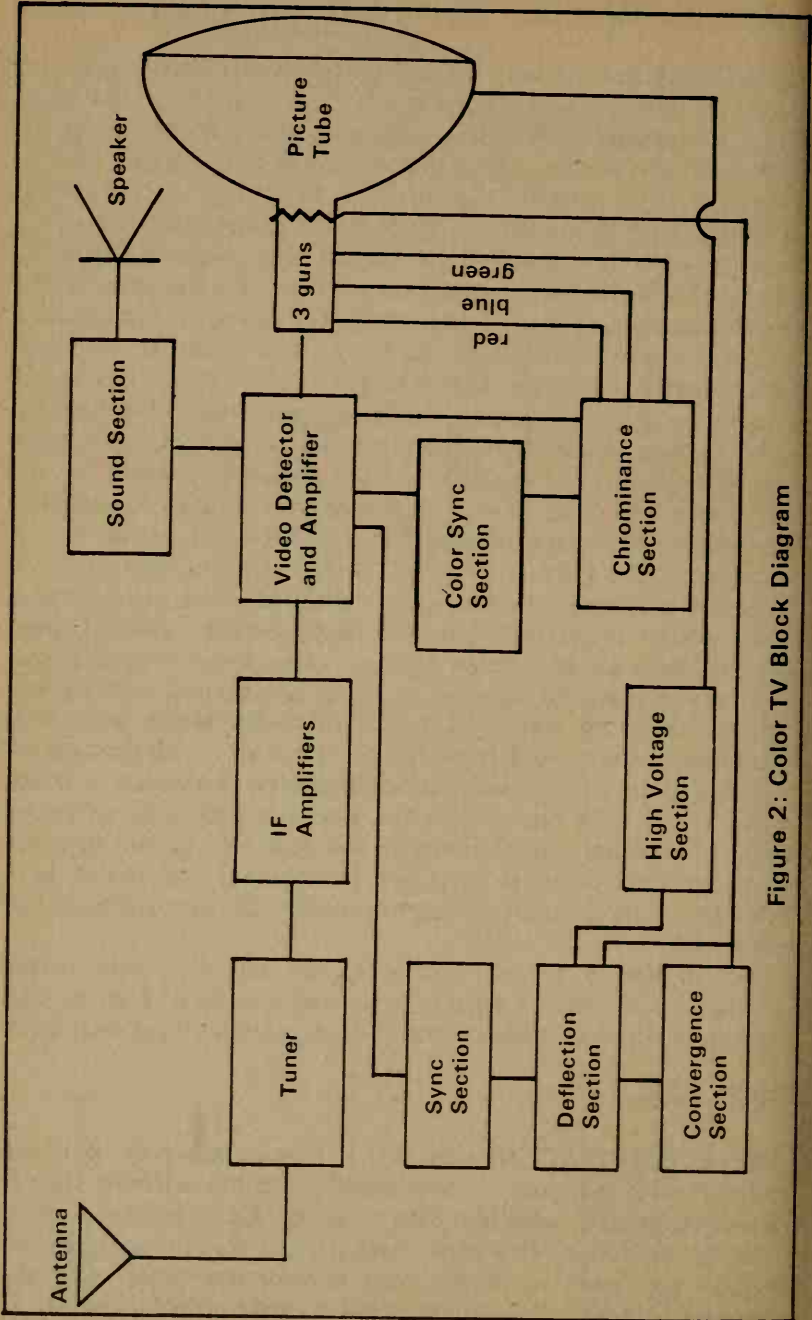 Antenna
Tuner
IF
Amplifiers
Video Detector
and Amplifier
Sound Section
Speaker
3 guns
Picture
Tube
red
blue
green
Sync
Section
Color Sync
Section
Deflection
Section
High Voltage
Section
Chrominance
Section
Convergence
Section
Figure 2: Color TV Block Diagram